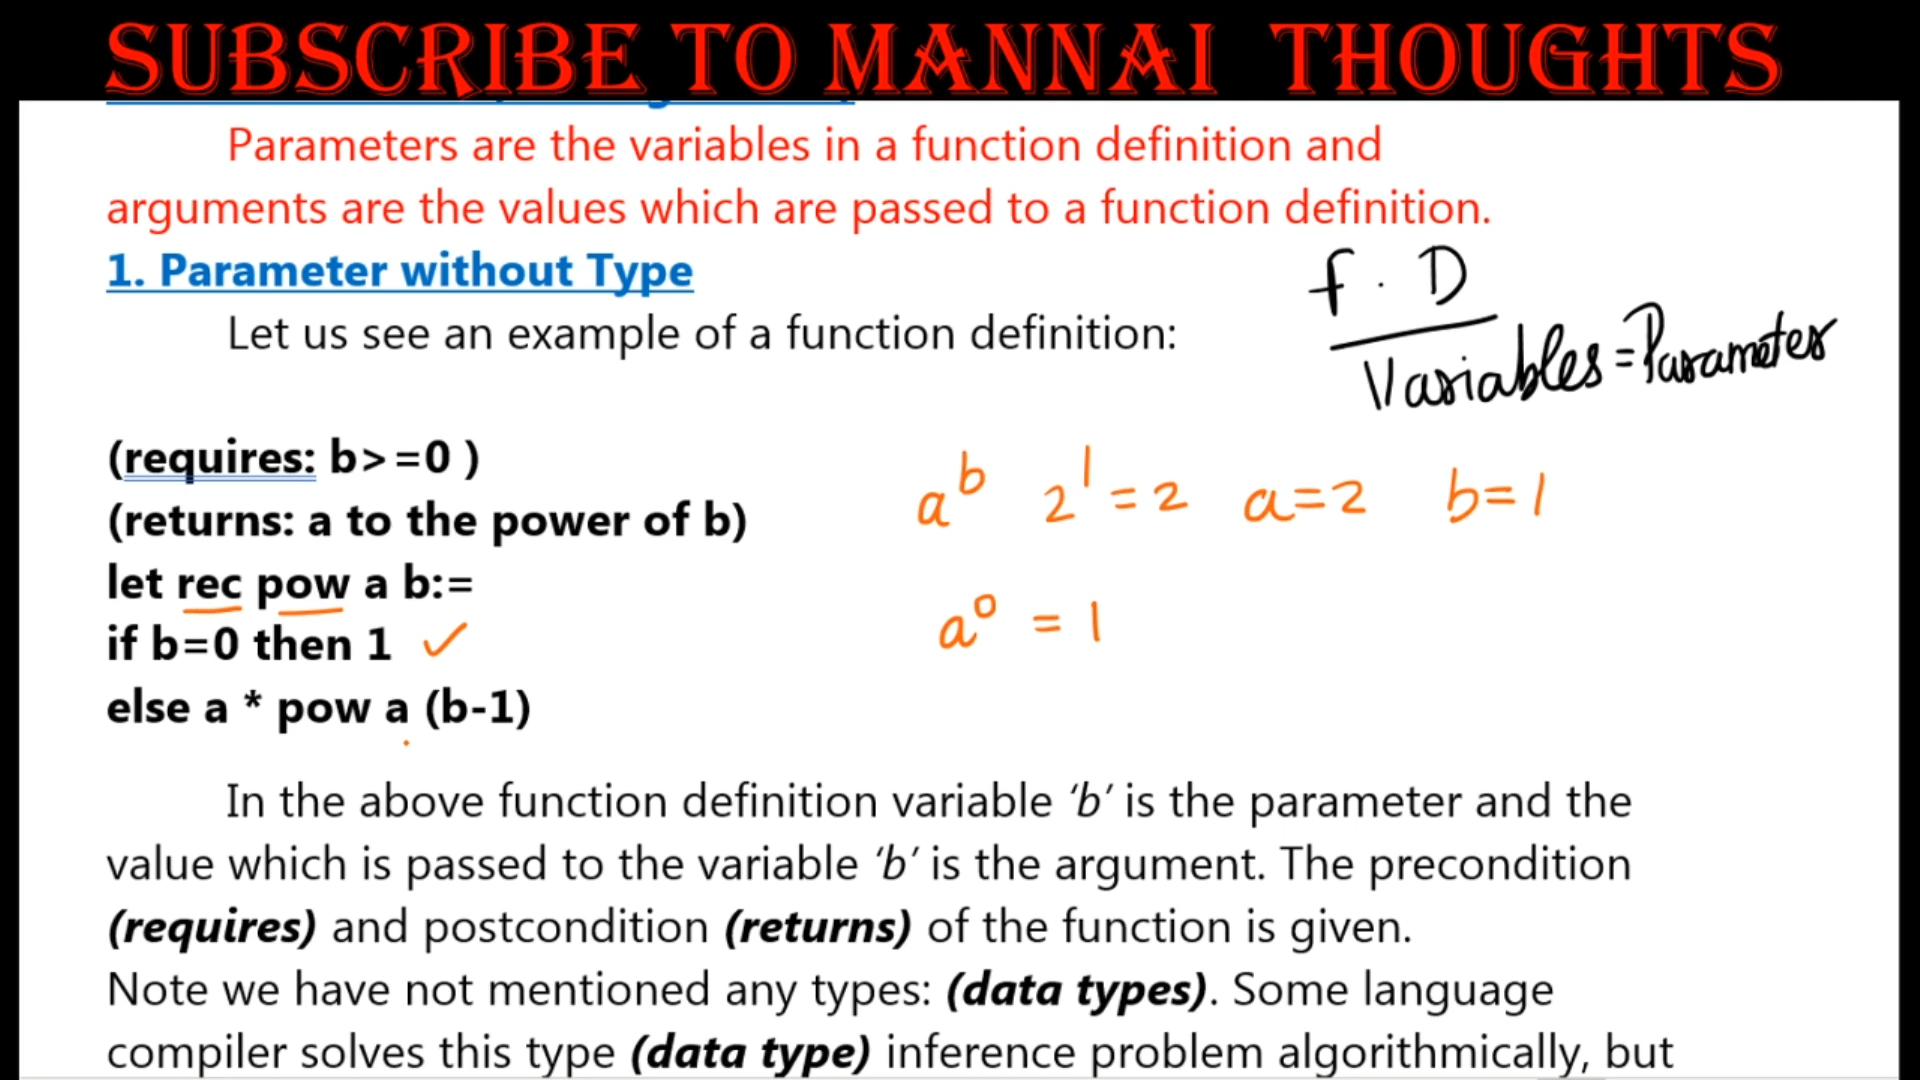 SUBSCRIBE TO MANNAI THOUGHTS
Parameters are the variables in a function definition and
arguments are the values which are passed to a function definition.
1. Parameter without Type
f. D
Let us see an example of a function definition:
Variables = Parameter
(requires: b>=0 )
a^b 2^1 = 2 a=2 b=1
(returns: a to the power of b)
let rec pow a b:=
if b=0 then 1 ✓
a^0 = 1
else a * pow a (b-1)
In the above function definition variable ‘b’ is the parameter and the
value which is passed to the variable ‘b’ is the argument. The precondition
(requires) and postcondition (returns) of the function is given.
Note we have not mentioned any types: (data types). Some language
compiler solves this type (data type) inference problem algorithmically, but